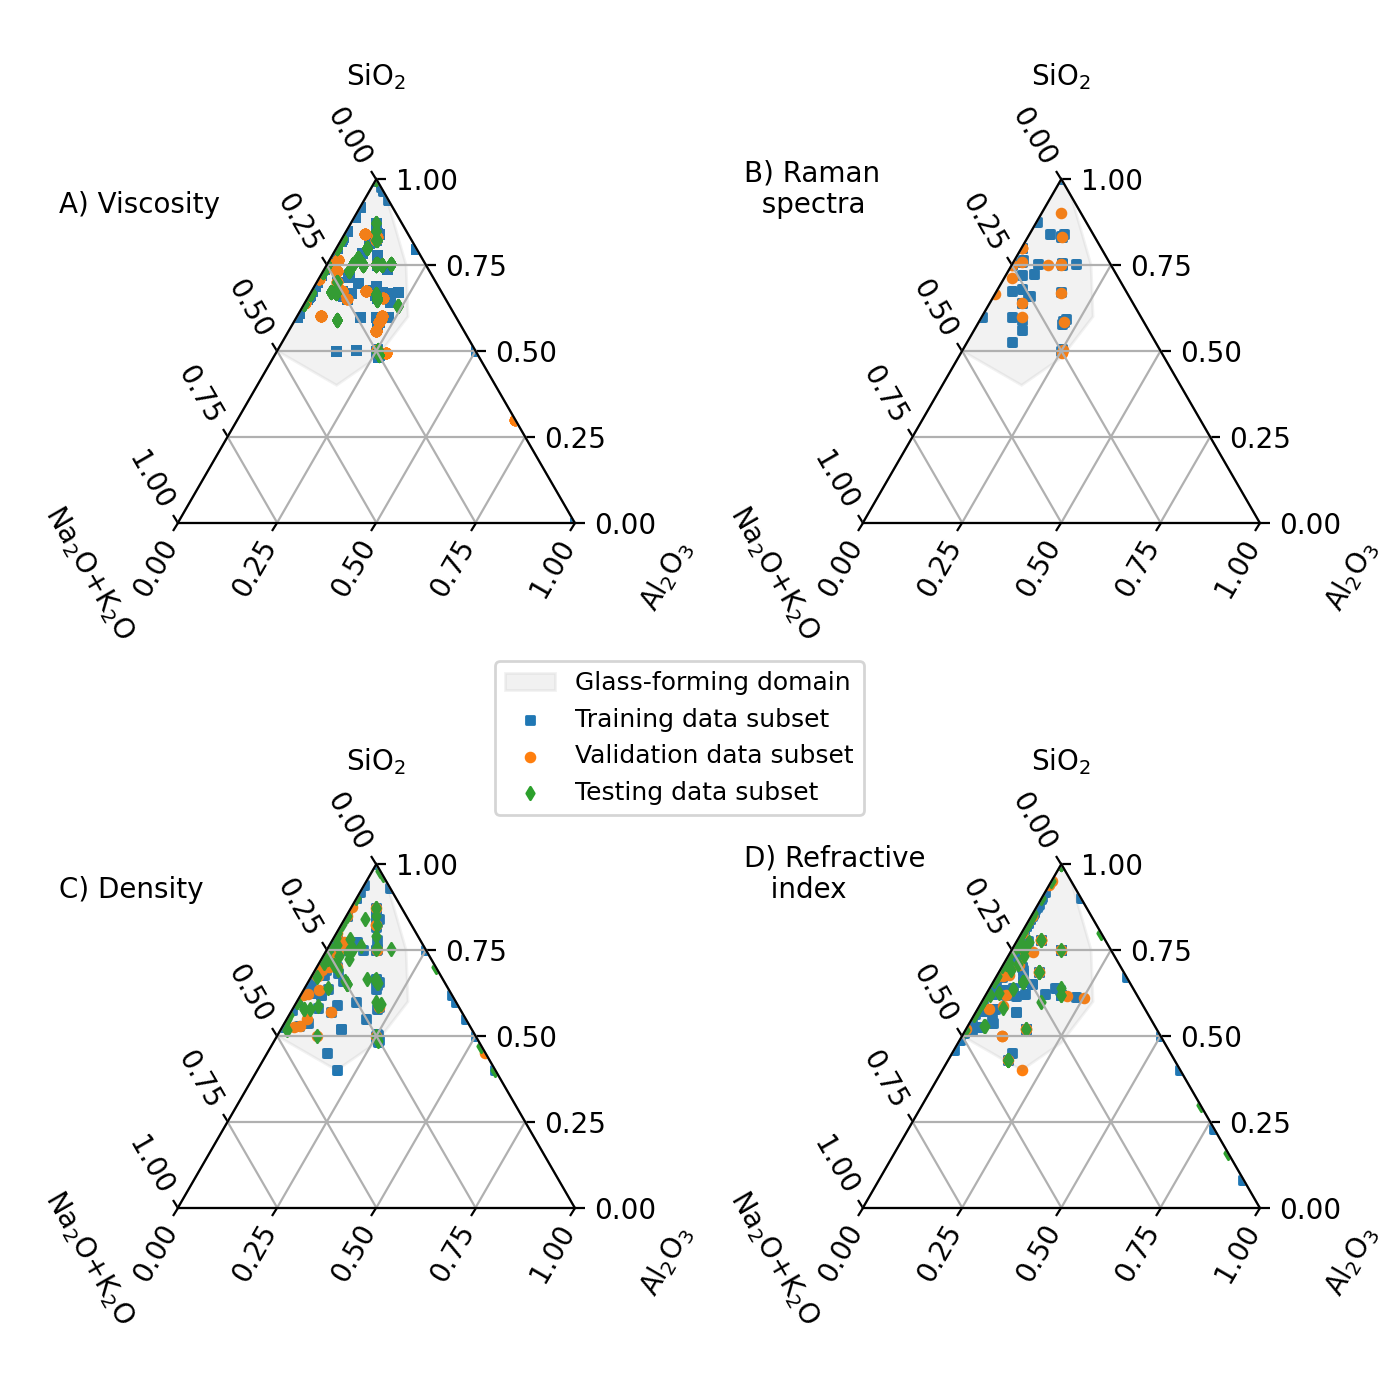 SiO₂
A) Viscosity
0.00
0.25
0.50
0.75
1.00
1.00
0.75
0.50
0.25
0.00
Na₂O+K₂O
0.00
0.25
0.50
0.75
1.00
Al₂O₃
SiO₂
B) Raman
spectra
0.00
0.25
0.50
0.75
1.00
1.00
0.75
0.50
0.25
0.00
Na₂O+K₂O
0.00
0.25
0.50
0.75
1.00
Al₂O₃
Glass-forming domain
Training data subset
Validation data subset
Testing data subset
SiO₂
C) Density
0.00
0.25
0.50
0.75
1.00
1.00
0.75
0.50
0.25
0.00
Na₂O+K₂O
0.00
0.25
0.50
0.75
1.00
Al₂O₃
SiO₂
D) Refractive
index
0.00
0.25
0.50
0.75
1.00
1.00
0.75
0.50
0.25
0.00
Na₂O+K₂O
0.00
0.25
0.50
0.75
1.00
Al₂O₃